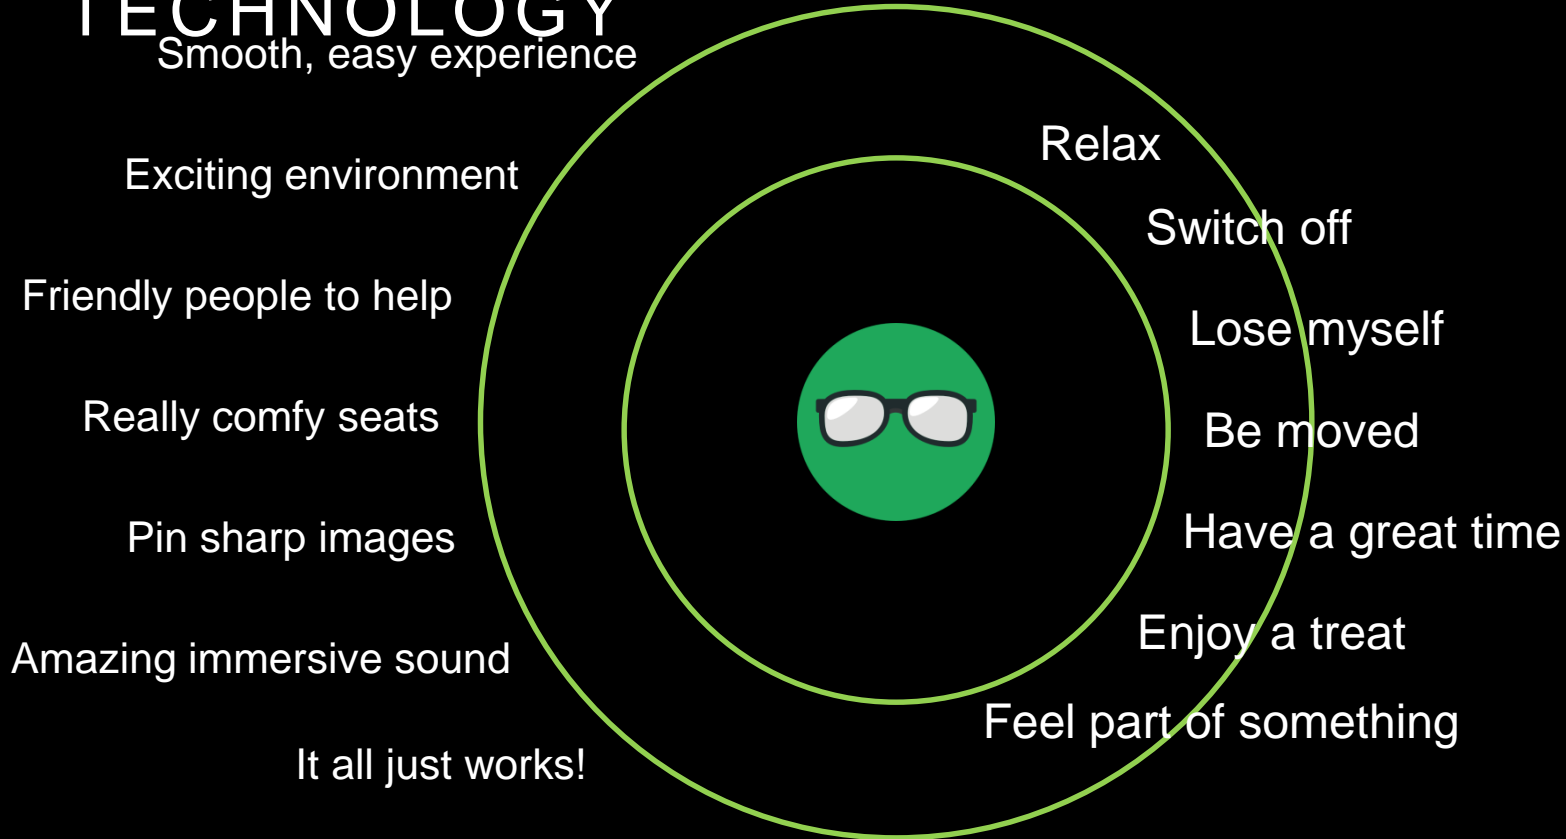 TECHNOLOGY
Smooth, easy experience
Exciting environment
Friendly people to help
Really comfy seats
Pin sharp images
Amazing immersive sound
It all just works!
Relax
Switch off
Lose myself
Be moved
Have a great time
Enjoy a treat
Feel part of something